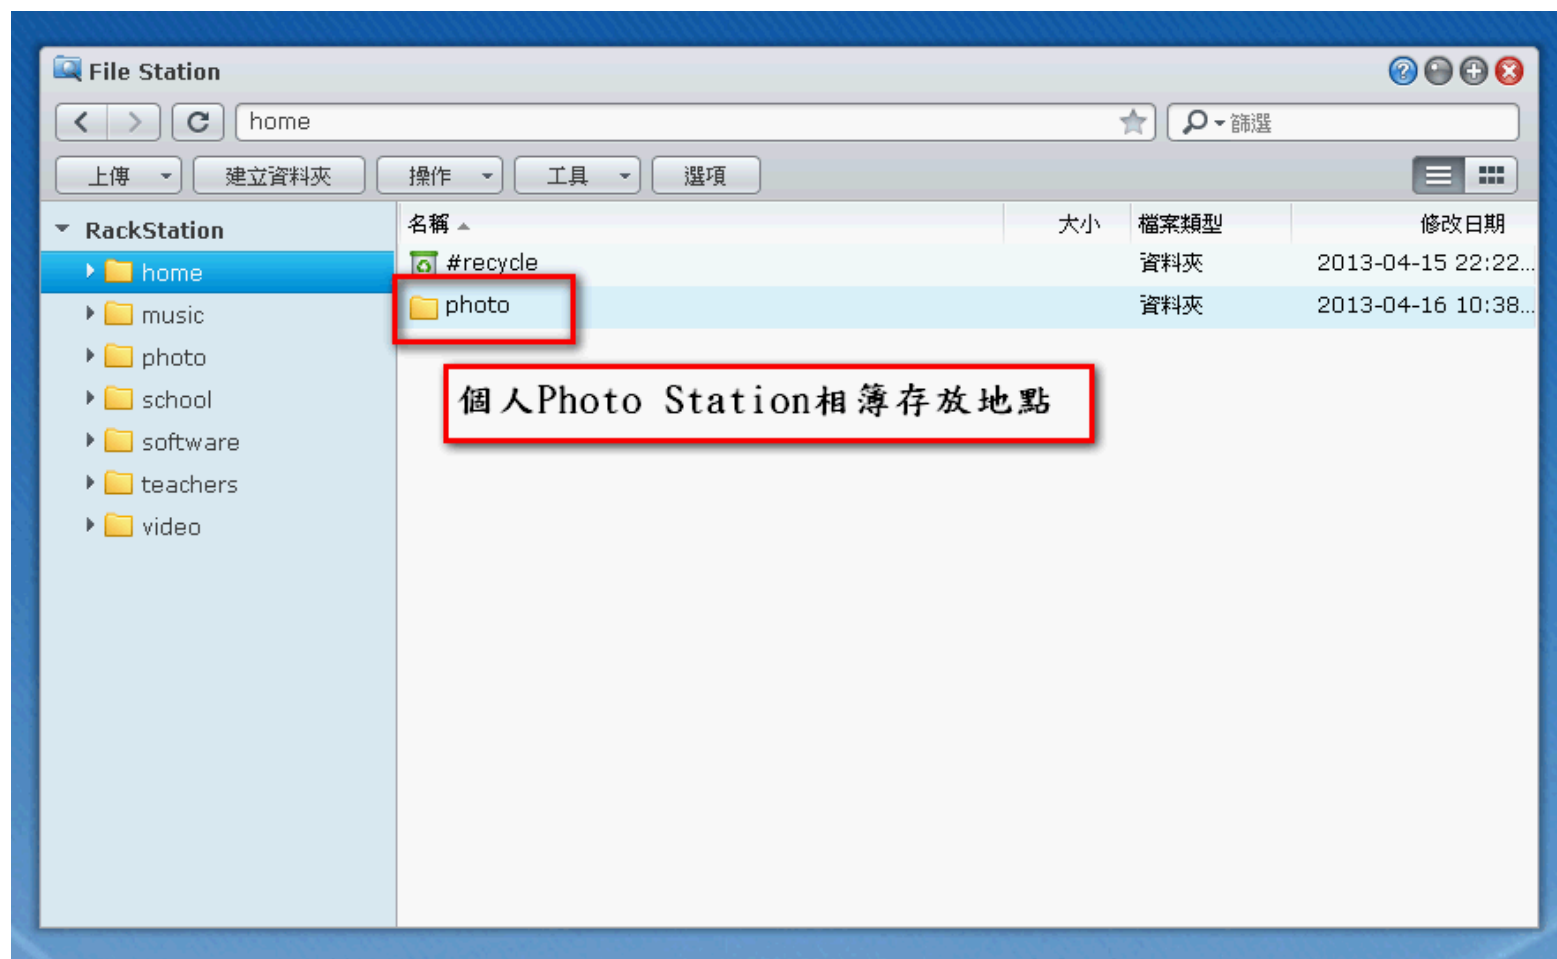 File Station
home
篩選
上傳 建立資料夾 操作 工具 選項
RackStation
home
music
photo
school
software
teachers
video
名稱 大小 檔案類型 修改日期
#recycle 資料夾 2013-04-15 22:22...
photo 資料夾 2013-04-16 10:38...
個人Photo Station相簿存放地點